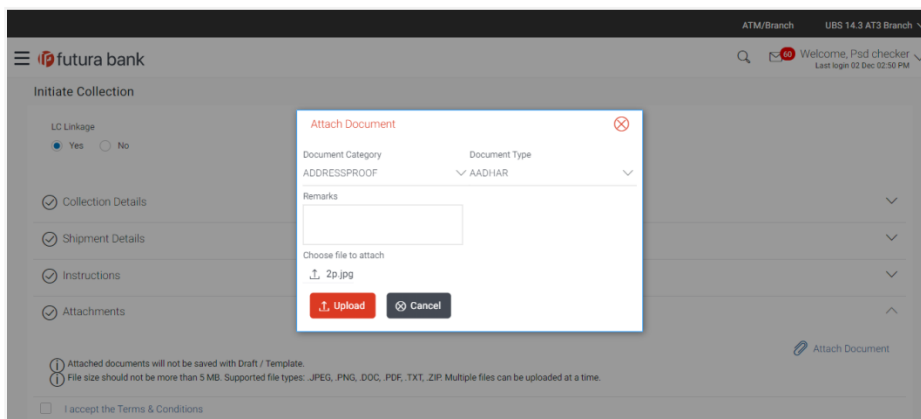 ATM/Branch UBS 14.3 AT3 Branch
futura bank
60 Welcome, Psd checker
Last login 02 Dec 02:50 PM
Initiate Collection
LC Linkage
Yes No
Collection Details
Shipment Details
Instructions
Attachments
Attach Document
Document Category Document Type
ADDRESSPROOF AADHAR
Remarks
Choose file to attach
2p.jpg
Upload Cancel
Attach Document
Attached documents will not be saved with Draft / Template.
File size should not be more than 5 MB. Supported file types: .JPEG, .PNG, .DOC, .PDF, .TXT, .ZIP. Multiple files can be uploaded at a time.
I accept the Terms & Conditions